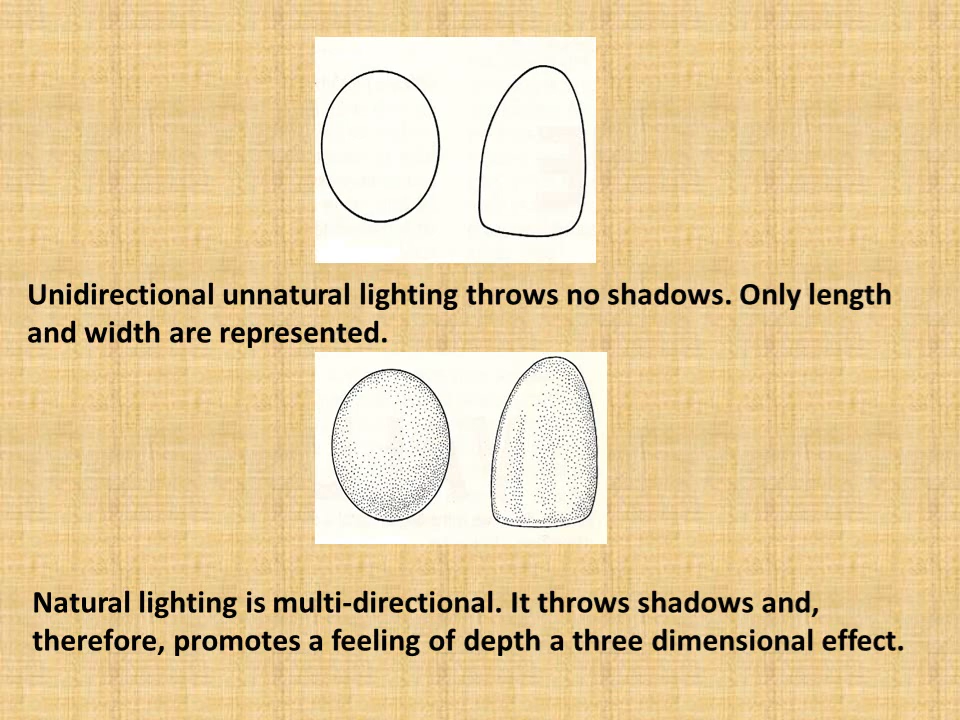 Unidirectional unnatural lighting throws no shadows. Only length
and width are represented.
Natural lighting is multi-directional. It throws shadows and,
therefore, promotes a feeling of depth a three dimensional effect.